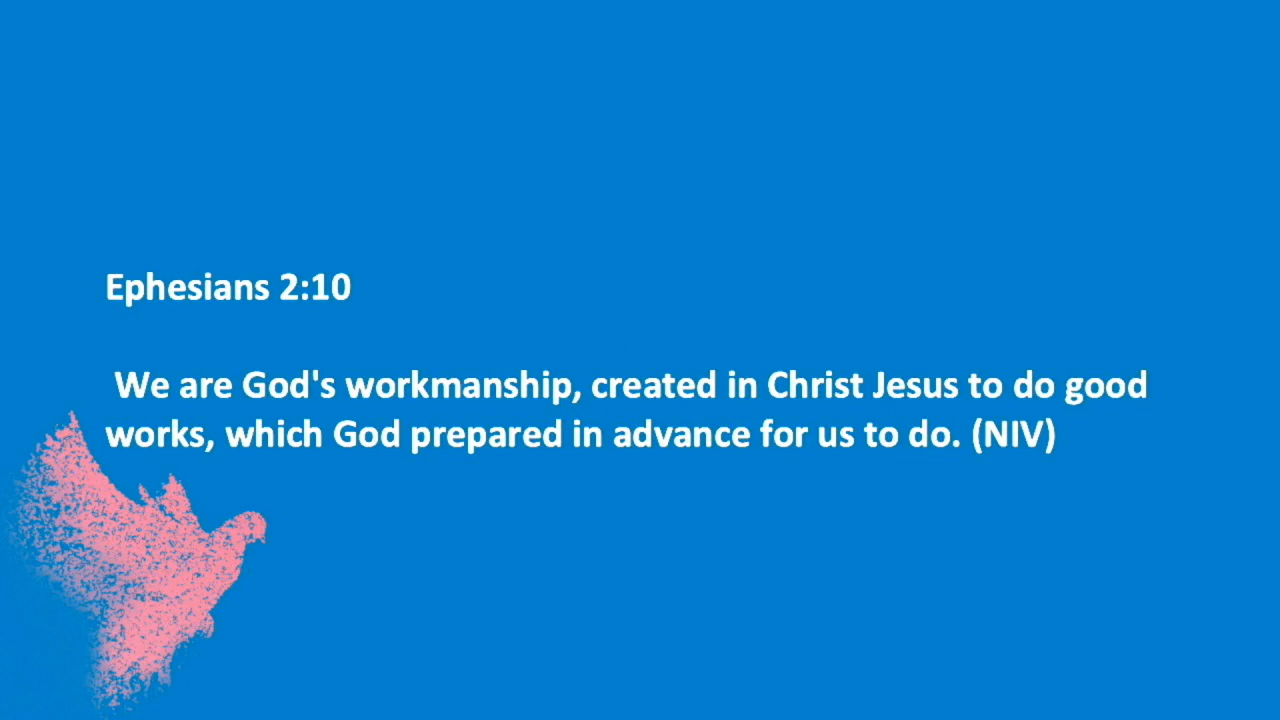 Ephesians 2:10
We are God's workmanship, created in Christ Jesus to do good
works, which God prepared in advance for us to do. (NIV)